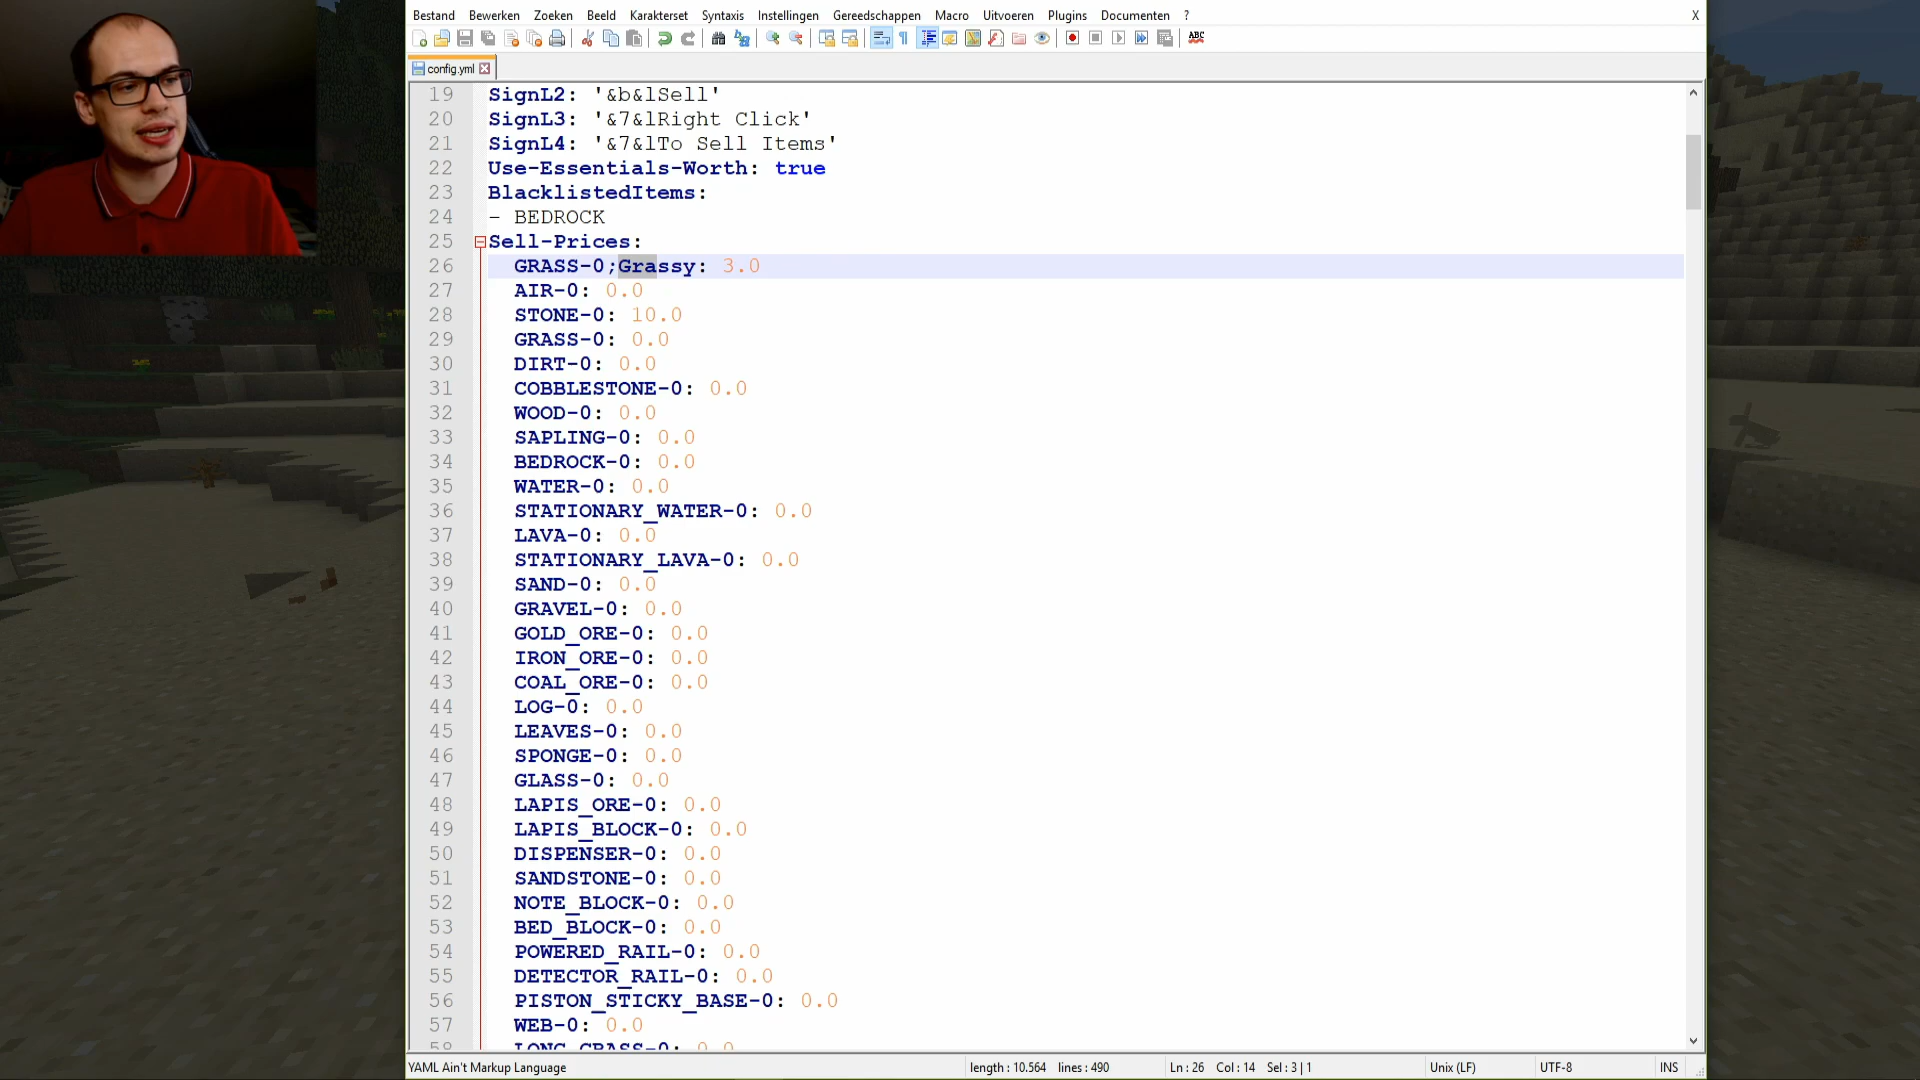 Bestand Bewerken Zoeken Beeld Karakterset Syntaxis Instellingen Gereedschappen Macro Uitvoeren Plugins Documenten ? X
ABC
config.yml
19 SignL2: '&b&lSell'
20 SignL3: '&7&lRight Click'
21 SignL4: '&7&lTo Sell Items'
22 Use-Essentials-Worth: true
23 BlacklistedItems:
24 - BEDROCK
25 Sell-Prices:
26 GRASS-0;Grassy: 3.0
27 AIR-0: 0.0
28 STONE-0: 10.0
29 GRASS-0: 0.0
30 DIRT-0: 0.0
31 COBBLESTONE-0: 0.0
32 WOOD-0: 0.0
33 SAPLING-0: 0.0
34 BEDROCK-0: 0.0
35 WATER-0: 0.0
36 STATIONARY_WATER-0: 0.0
37 LAVA-0: 0.0
38 STATIONARY_LAVA-0: 0.0
39 SAND-0: 0.0
40 GRAVEL-0: 0.0
41 GOLD_ORE-0: 0.0
42 IRON_ORE-0: 0.0
43 COAL_ORE-0: 0.0
44 LOG-0: 0.0
45 LEAVES-0: 0.0
46 SPONGE-0: 0.0
47 GLASS-0: 0.0
48 LAPIS_ORE-0: 0.0
49 LAPIS_BLOCK-0: 0.0
50 DISPENSER-0: 0.0
51 SANDSTONE-0: 0.0
52 NOTE_BLOCK-0: 0.0
53 BED_BLOCK-0: 0.0
54 POWERED_RAIL-0: 0.0
55 DETECTOR_RAIL-0: 0.0
56 PISTON_STICKY_BASE-0: 0.0
57 WEB-0: 0.0
58 LONG_GRASS-0: 0.0
YAML Ain't Markup Language length : 10.564 lines : 490 Ln : 26 Col : 14 Sel : 3 | 1 Unix (LF) UTF-8 INS